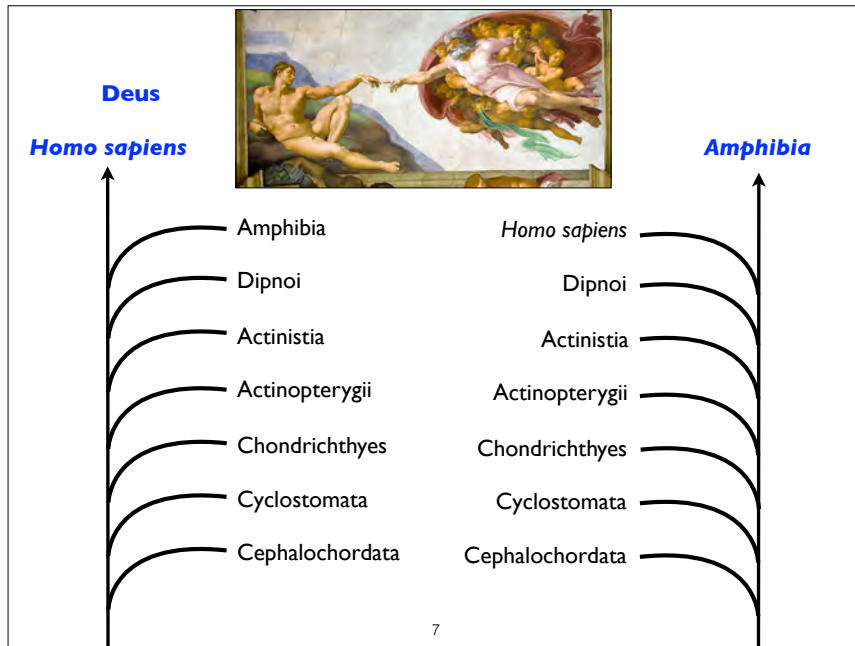 Deus
Homo sapiens
Amphibia
Dipnoi
Actinistia
Actinopterygii
Chondrichthyes
Cyclostomata
Cephalochordata
Amphibia
Homo sapiens
Dipnoi
Actinistia
Actinopterygii
Chondrichthyes
Cyclostomata
Cephalochordata
7